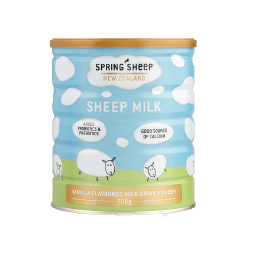 SPRING SHEEP
NEW ZEALAND
SHEEP MILK
ADDED
PROBIOTICS &
PREBIOTICS
GOOD SOURCE
OF CALCIUM
VANILLA FLAVOURED MILK DRINK POWDER
700g